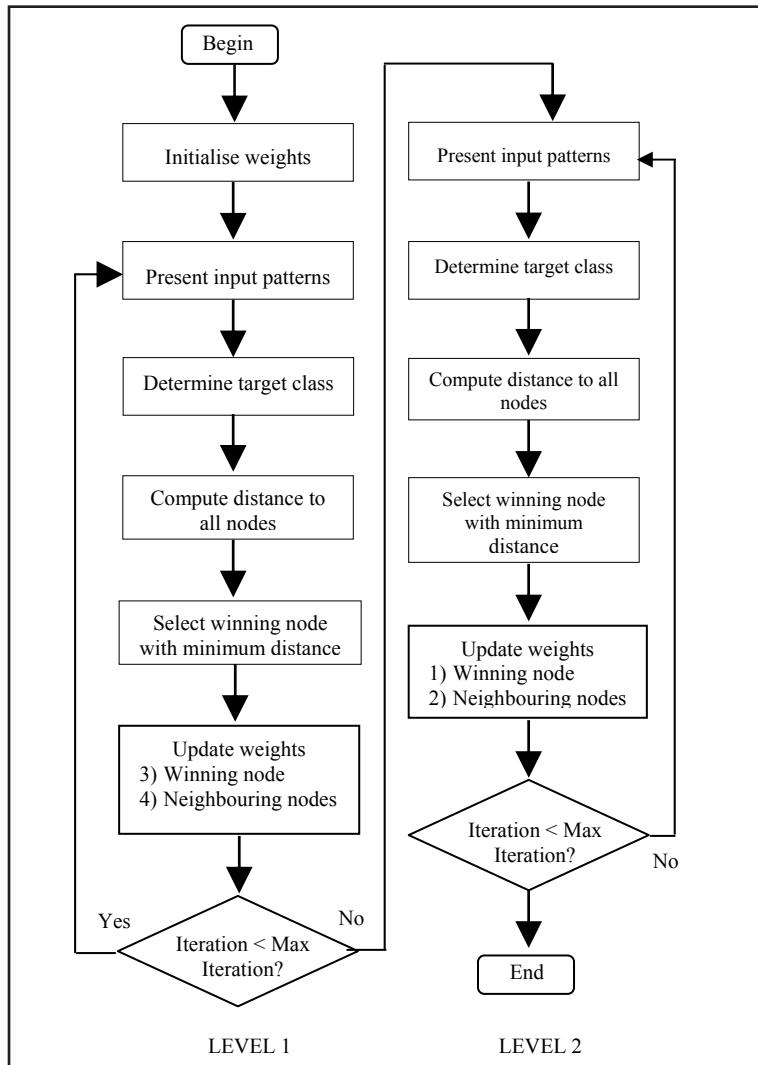 Begin
Initialise weights
Present input patterns
Determine target class
Compute distance to
all nodes
Select winning node
with minimum distance
Update weights
3) Winning node
4) Neighbouring nodes
Yes
No
Iteration < Max
Iteration?
LEVEL 1
Present input patterns
Determine target class
Compute distance to all
nodes
Select winning node
with minimum
distance
Update weights
1) Winning node
2) Neighbouring nodes
Iteration < Max
Iteration?
No
End
LEVEL 2